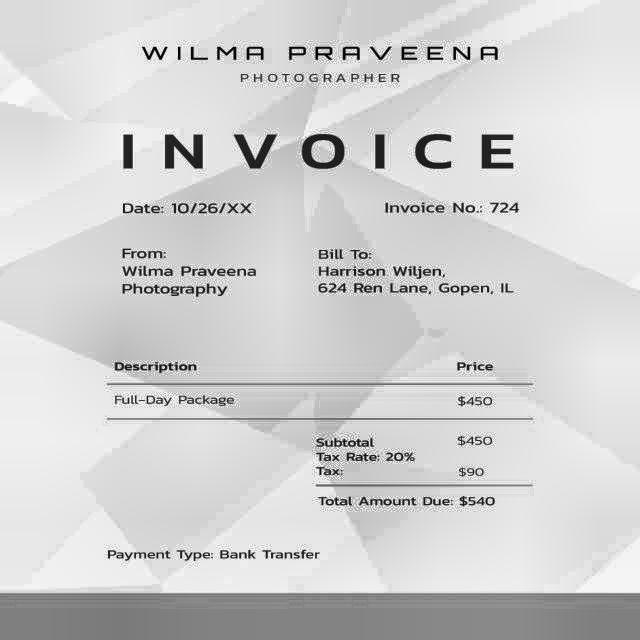 WILMA PRAVEENA
PHOTOGRAPHER
INVOICE
Date: 10/26/XX
Invoice No.: 724
From:
Wilma Praveena
Photography
Bill To:
Harrison Wiljen,
624 Ren Lane, Gopen, IL
Description Price
Full-Day Package $450
Subtotal $450
Tax Rate: 20%
Tax: $90
Total Amount Due: $540
Payment Type: Bank Transfer